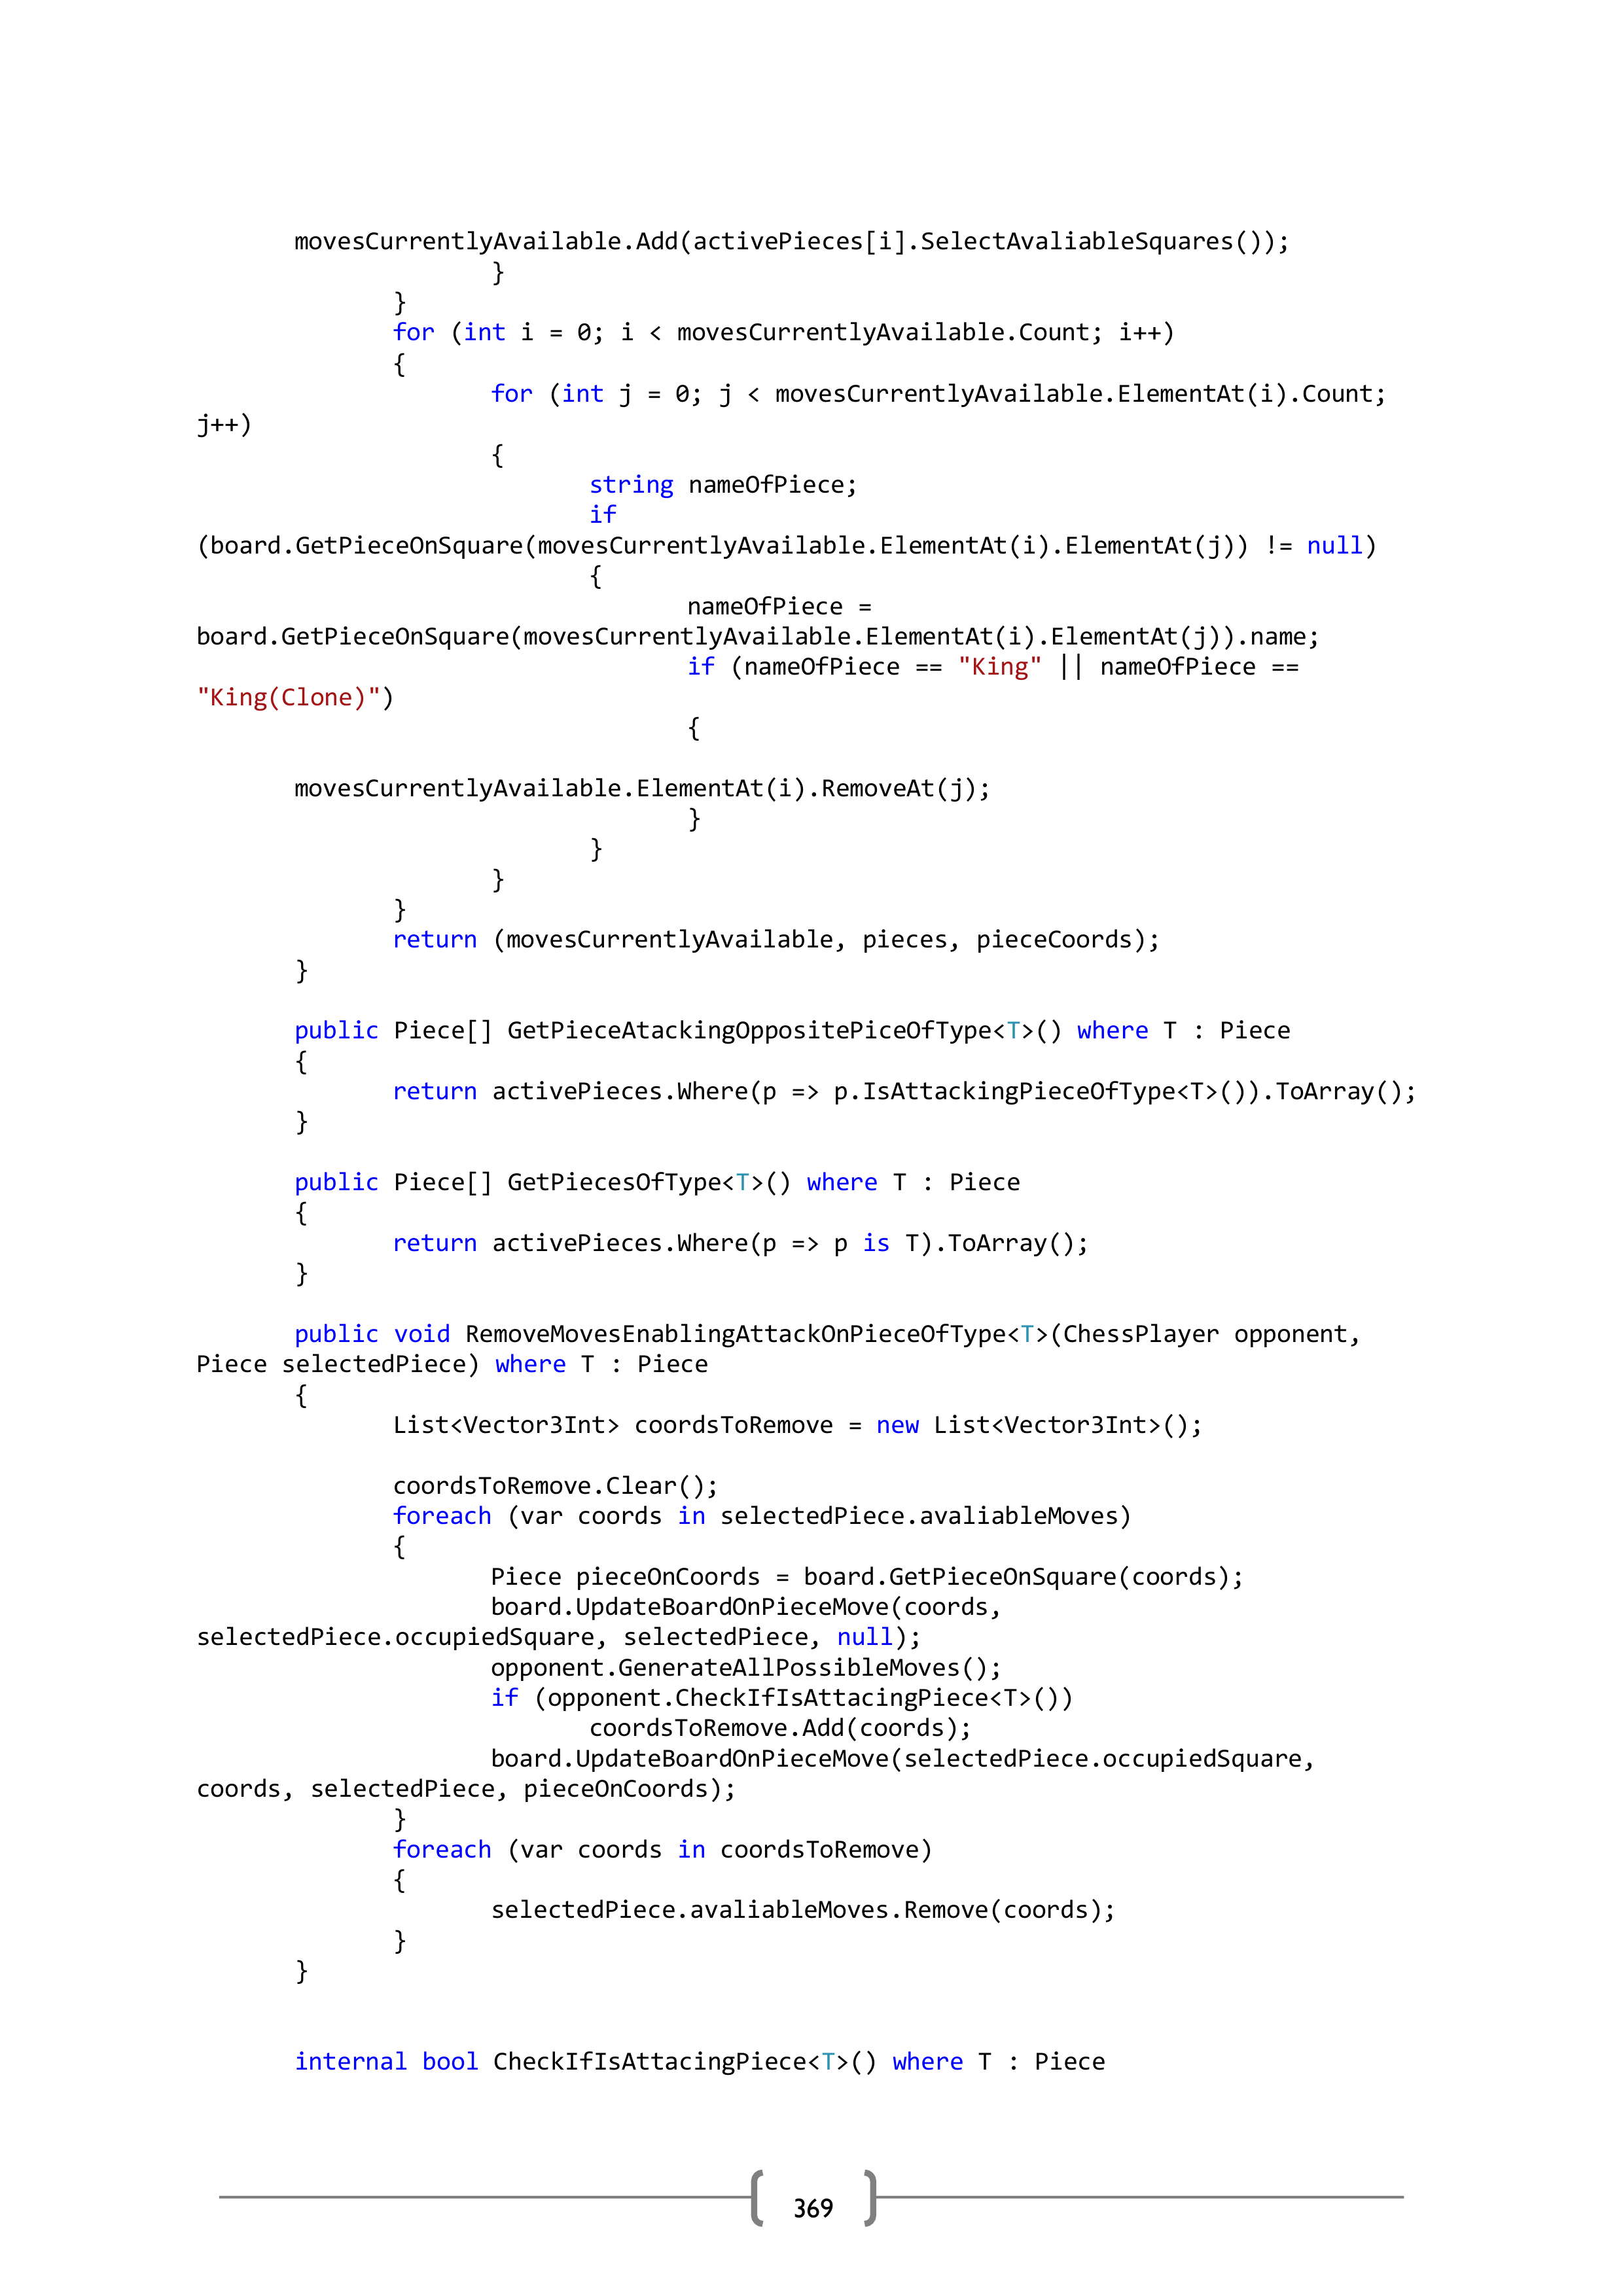 movesCurrentlyAvailable.Add(activePieces[i].SelectAvaliableSquares());
}
}
for (int i = 0; i < movesCurrentlyAvailable.Count; i++)
{
for (int j = 0; j < movesCurrentlyAvailable.ElementAt(i).Count;
j++)
{
string nameOfPiece;
if
(board.GetPieceOnSquare(movesCurrentlyAvailable.ElementAt(i).ElementAt(j)) != null)
{
nameOfPiece =
board.GetPieceOnSquare(movesCurrentlyAvailable.ElementAt(i).ElementAt(j)).name;
if (nameOfPiece == "King" || nameOfPiece ==
"King(Clone)")
{
movesCurrentlyAvailable.ElementAt(i).RemoveAt(j);
}
}
}
}
return (movesCurrentlyAvailable, pieces, pieceCoords);
}
public Piece[] GetPieceAtackingOppositePiceOfType<T>() where T : Piece
{
return activePieces.Where(p => p.IsAttackingPieceOfType<T>()).ToArray();
}
public Piece[] GetPiecesOfType<T>() where T : Piece
{
return activePieces.Where(p => p is T).ToArray();
}
public void RemoveMovesEnablingAttackOnPieceOfType<T>(ChessPlayer opponent,
Piece selectedPiece) where T : Piece
{
List<Vector3Int> coordsToRemove = new List<Vector3Int>();
coordsToRemove.Clear();
foreach (var coords in selectedPiece.avaliableMoves)
{
Piece pieceOnCoords = board.GetPieceOnSquare(coords);
board.UpdateBoardOnPieceMove(coords,
selectedPiece.occupiedSquare, selectedPiece, null);
opponent.GenerateAllPossibleMoves();
if (opponent.CheckIfIsAttacingPiece<T>())
coordsToRemove.Add(coords);
board.UpdateBoardOnPieceMove(selectedPiece.occupiedSquare,
coords, selectedPiece, pieceOnCoords);
}
foreach (var coords in coordsToRemove)
{
selectedPiece.avaliableMoves.Remove(coords);
}
}
internal bool CheckIfIsAttacingPiece<T>() where T : Piece
369